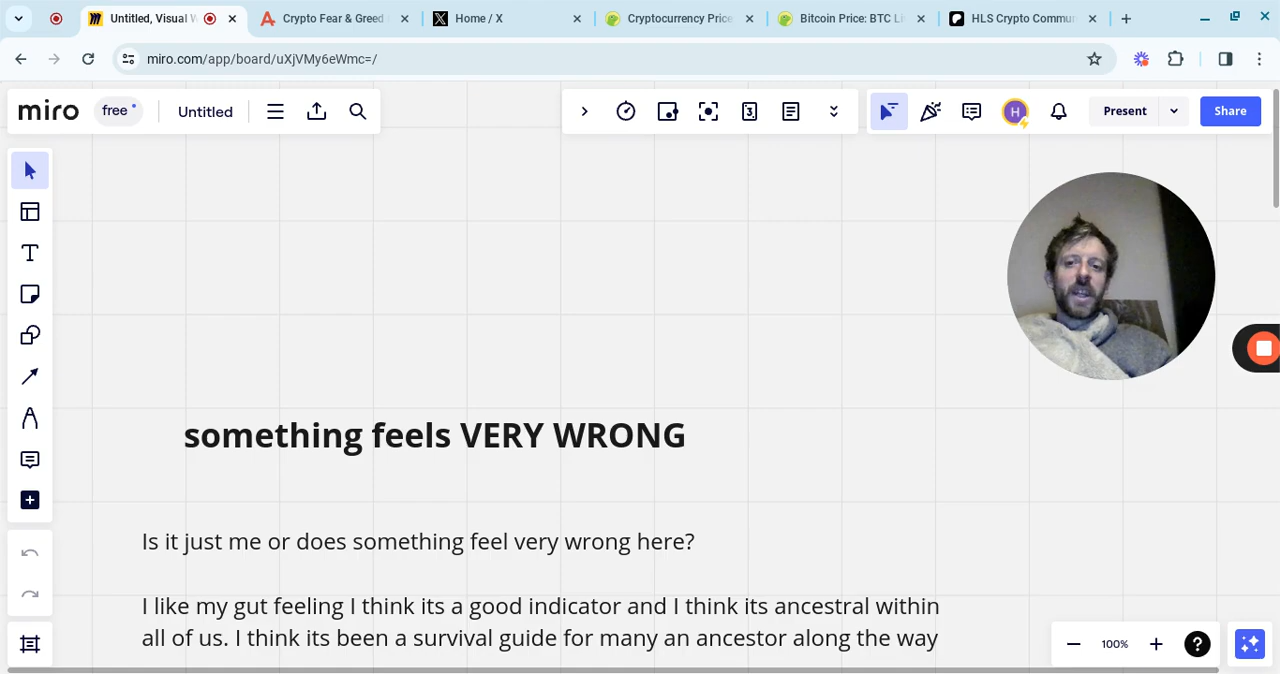 Untitled, Visual W
Crypto Fear & Greed
Home / X
Cryptocurrency Price
Bitcoin Price: BTC Li
HLS Crypto Commun
miro.com/app/board/uXjVMy6eWmc=/
miro
free
Untitled
H
Present
Share
something feels VERY WRONG
Is it just me or does something feel very wrong here?
I like my gut feeling I think its a good indicator and I think its ancestral within
all of us. I think its been a survival guide for many an ancestor along the way
100%